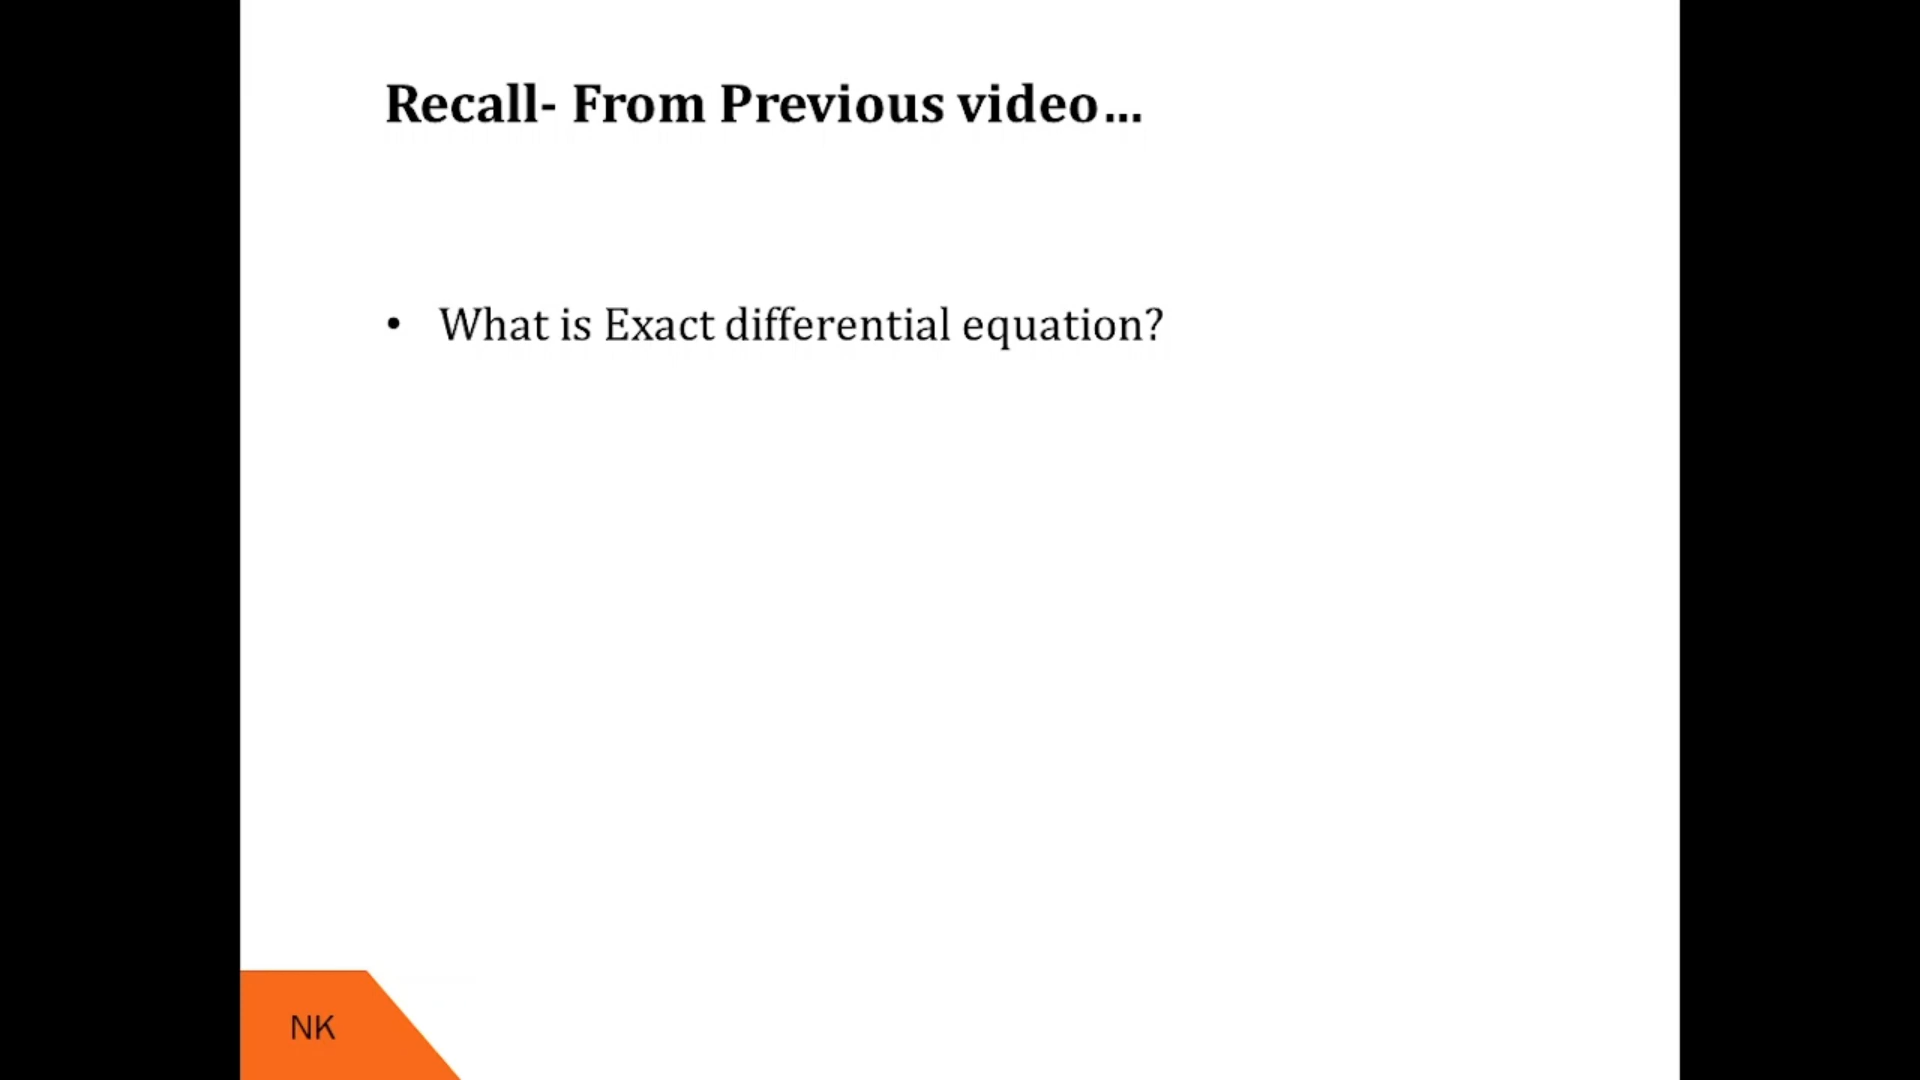 Recall- From Previous video...
• What is Exact differential equation?
NK